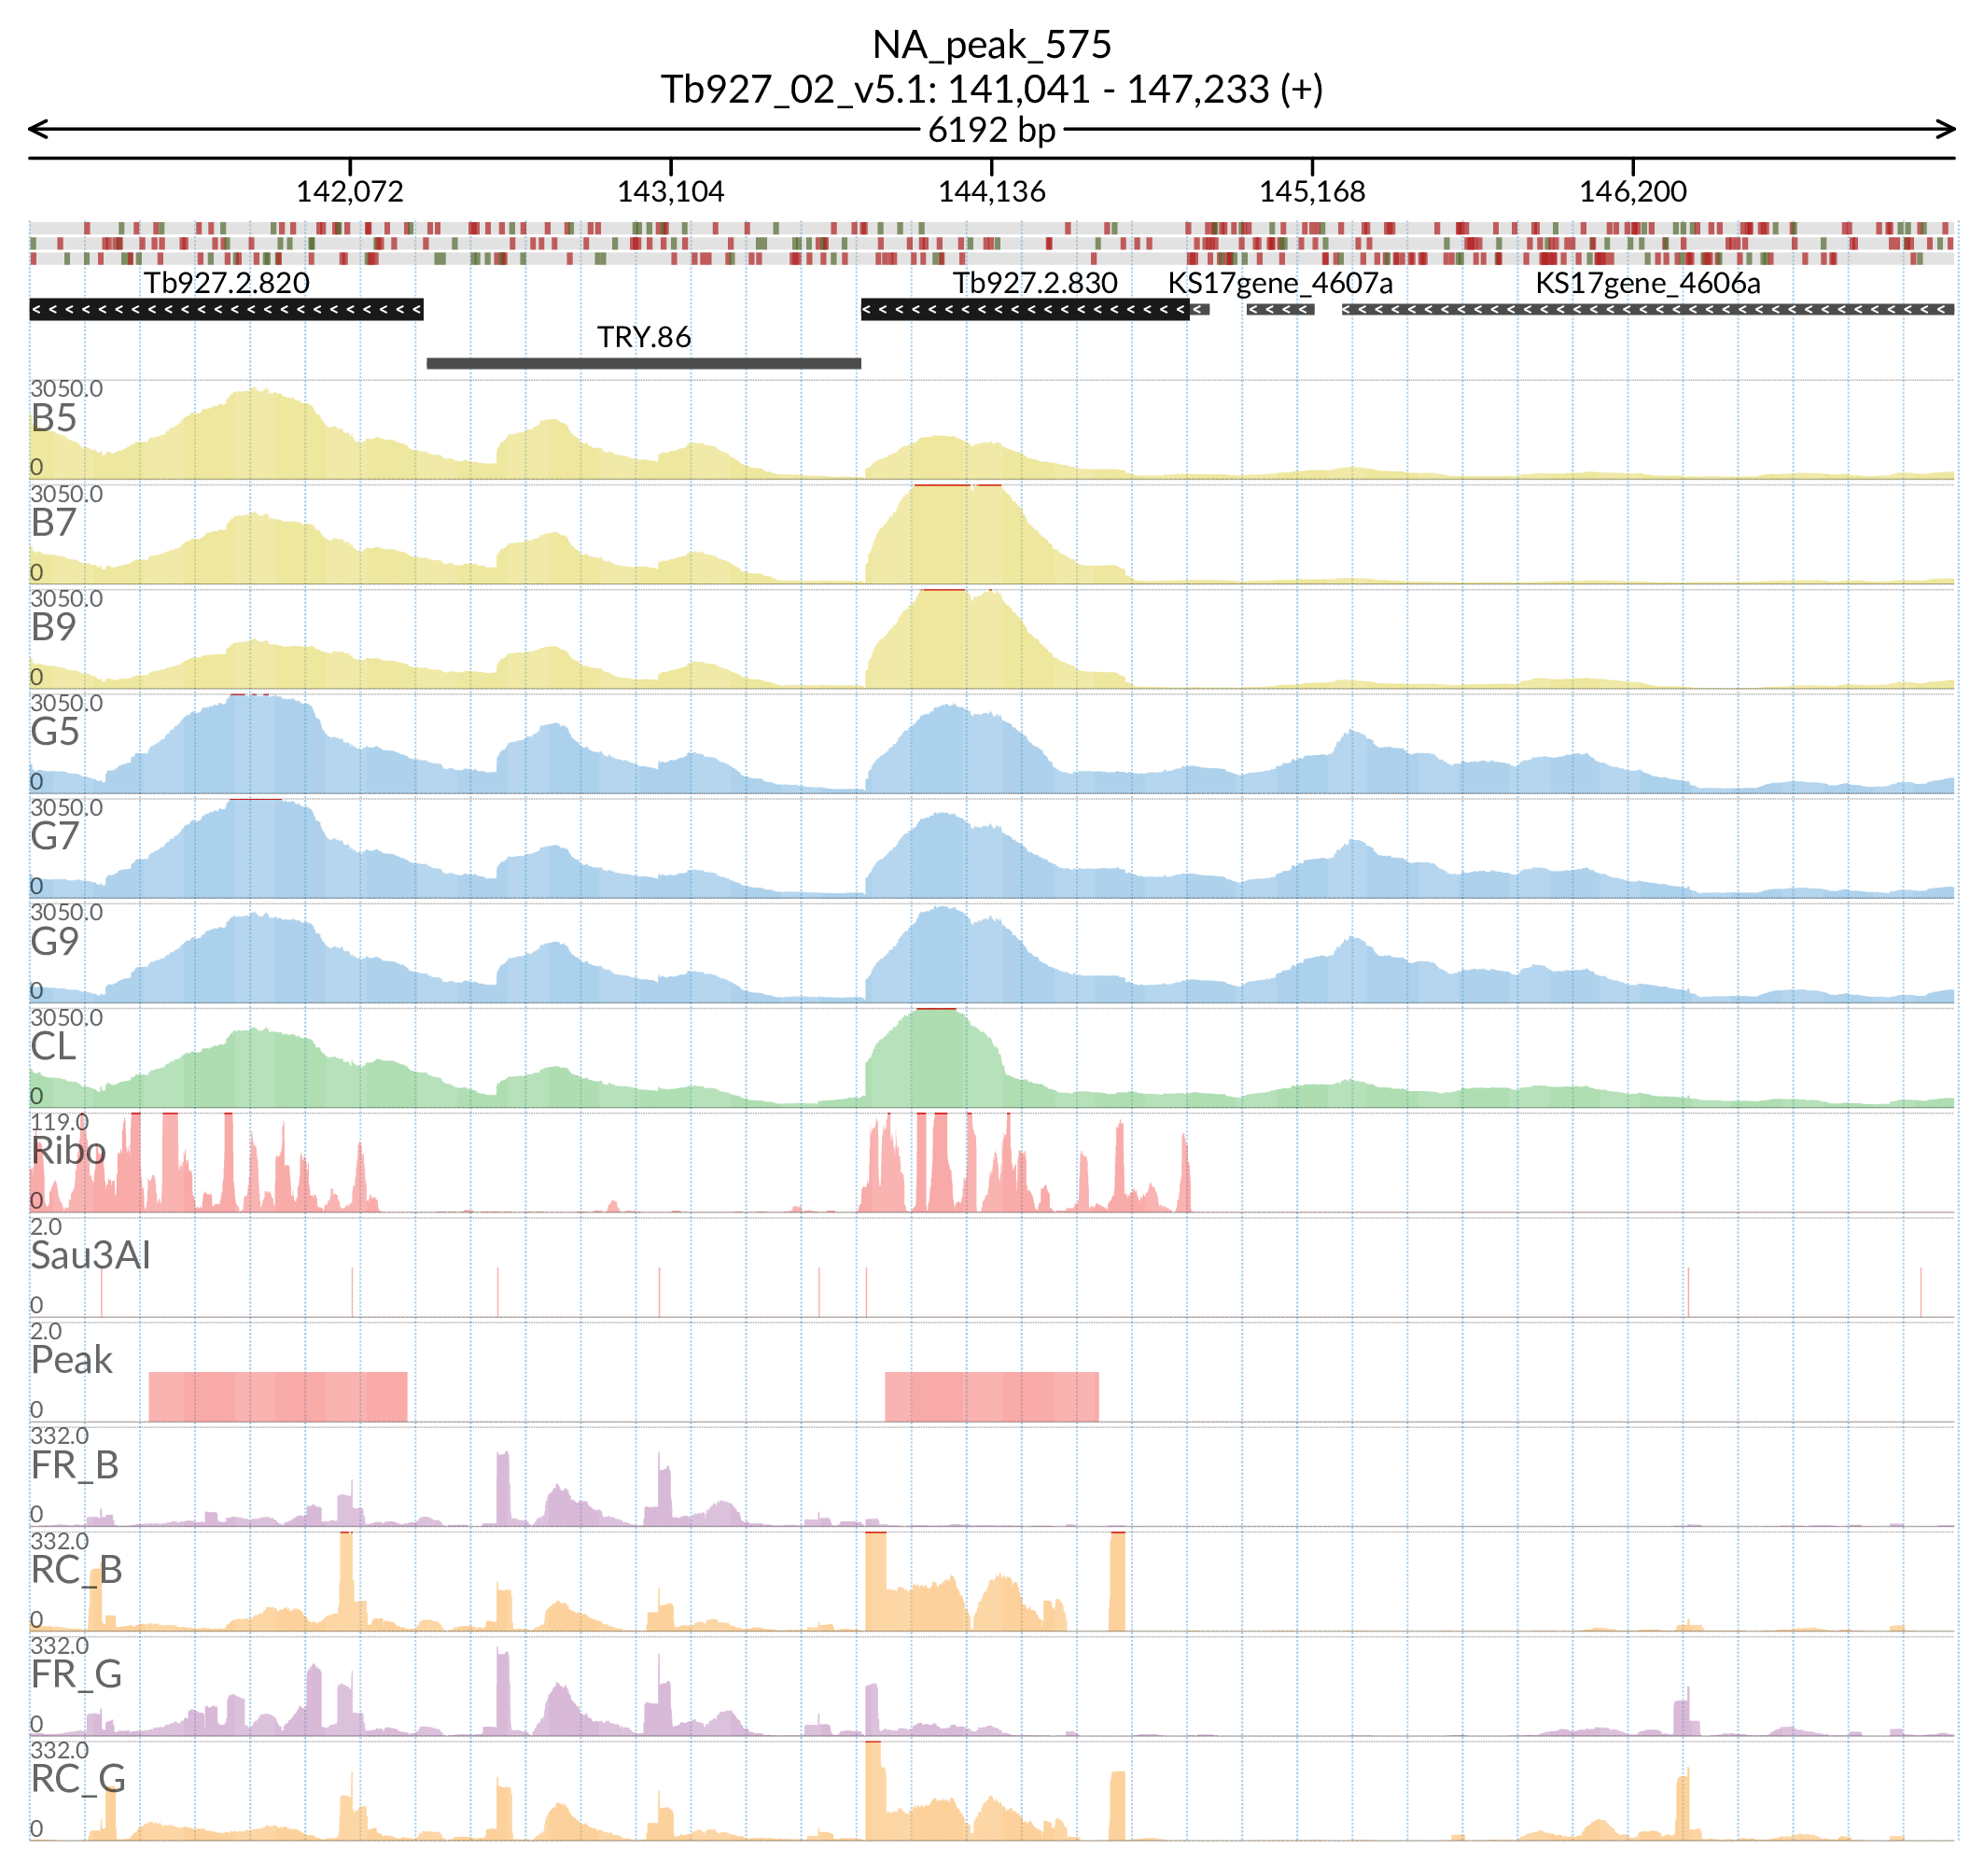 NA_peak_575
Tb927_02_v5.1: 141,041 - 147,233 (+)
6192 bp
142,072 143,104 144,136 145,168 146,200
Tb927.2.820 Tb927.2.830 KS17gene_4607a KS17gene_4606a
TRY.86
3050.0
B5
0
3050.0
B7
0
3050.0
B9
0
3050.0
G5
0
3050.0
G7
0
3050.0
G9
0
3050.0
CL
0
119.0
Ribo
0
2.0
Sau3AI
0
2.0
Peak
0
332.0
FR_B
0
332.0
RC_B
0
332.0
FR_G
0
332.0
RC_G
0